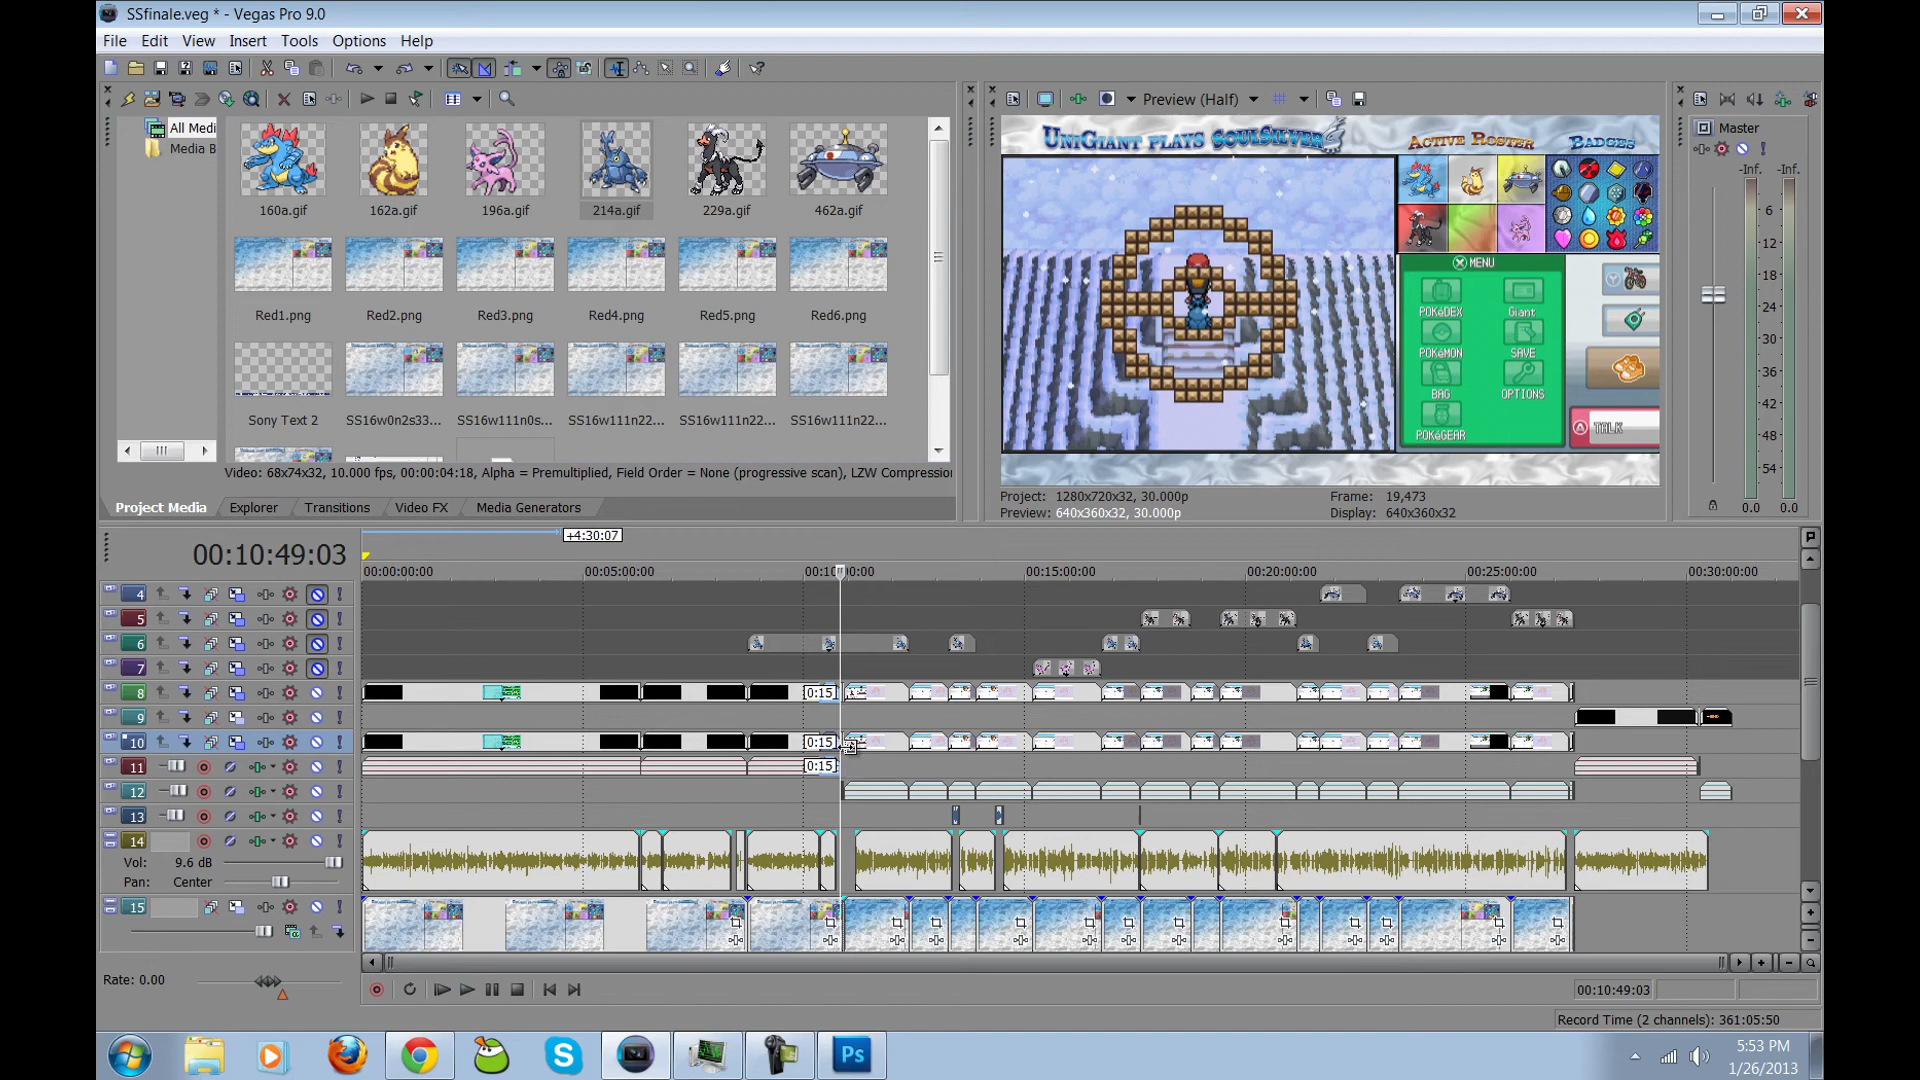 SSfinale.veg * - Vegas Pro 9.0
File Edit View Insert Tools Options Help
Preview (Half)
All Medi
Media B
160a.gif 162a.gif 196a.gif 214a.gif 229a.gif 462a.gif
Red1.png Red2.png Red3.png Red4.png Red5.png Red6.png
Sony Text 2 SS16w0n2s33... SS16w111n0s... SS16w111n22... SS16w111n22... SS16w111n22...
Video: 68x74x32, 10.000 fps, 00:00:04:18, Alpha = Premultiplied, Field Order = None (progressive scan), LZW Compression
Project Media Explorer Transitions Video FX Media Generators
UniGiant plays SoulSilver Active Roster Badges
MENU
POKéDEX Giant
POKéMON SAVE
BAG OPTIONS
POKéGEAR
TALK
Project: 1280x720x32, 30.000p Frame: 19,473
Preview: 640x360x32, 30.000p Display: 640x360x32
Master
-Inf. -Inf.
6
12
18
24
30
36
42
48
54
0.0 0.0
+4:30:07
00:10:49:03
00:00:00:00 00:05:00:00 00:10:00:00 00:15:00:00 00:20:00:00 00:25:00:00 00:30:00:00
4
5
6
7
8 0:15
9
10 0:15
11 0:15
12
13
14
Vol: 9.6 dB
Pan: Center
15
Rate: 0.00
00:10:49:03
Record Time (2 channels): 361:05:50
Ps
5:53 PM
1/26/2013